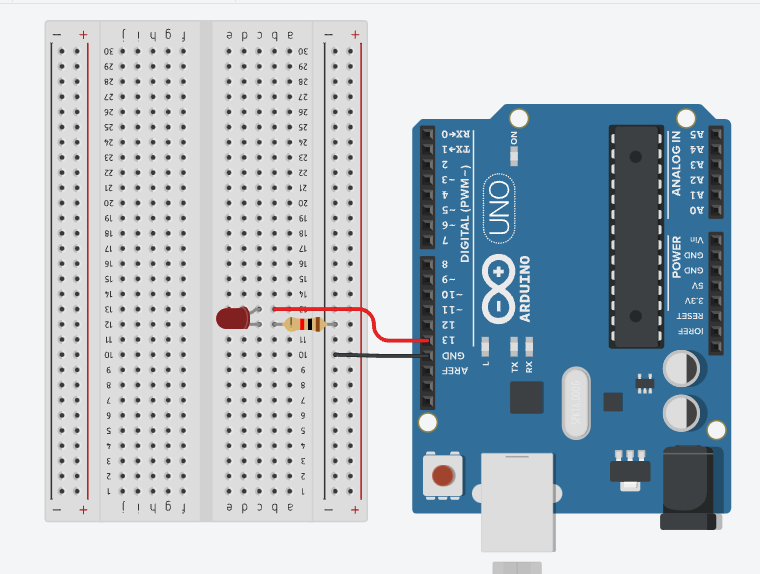 − + j i h g f e d c b a − +
30 30
29 29
28 28
27 27
26 26
25 25
24 24
23 23
22 22
21 21
20 20
19 19
18 18
17 17
16 16
15 15
14 14
13
12 12
11 11
10 10
9 9
8 8
7 7
6 6
5 5
4 4
3 3
2 2
1 1
− + j i h g f e d c b a − +
RX←0
TX→1
2
~3
4
~5
~6
7
8
~9
~10
~11
12
13
GND
AREF
DIGITAL (PWM~)
ON
UNO
ARDUINO
L
TX
RX
ANALOG IN
A5
A4
A3
A2
A1
A0
POWER
Vin
GND
GND
5V
3.3V
RESET
IOREF